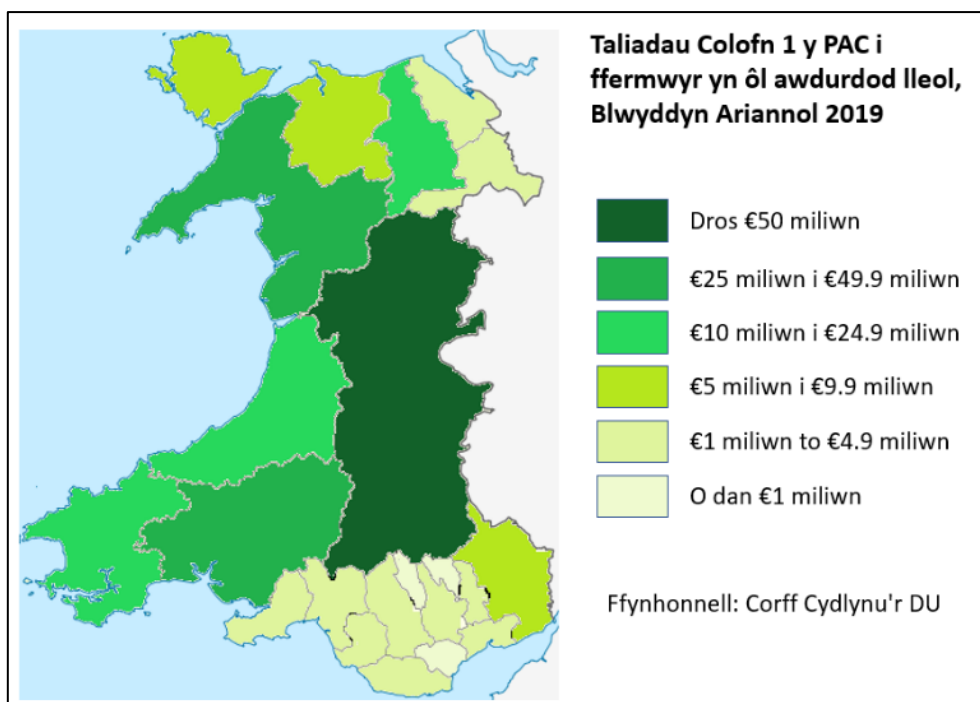 Taliadau Colofn 1 y PAC i
ffermwyr yn ôl awdurdod lleol,
Blwyddyn Ariannol 2019
Dros €50 miliwn
€25 miliwn i €49.9 miliwn
€10 miliwn i €24.9 miliwn
€5 miliwn i €9.9 miliwn
€1 miliwn to €4.9 miliwn
O dan €1 miliwn
Ffynhonnell: Corff Cydlynu'r DU